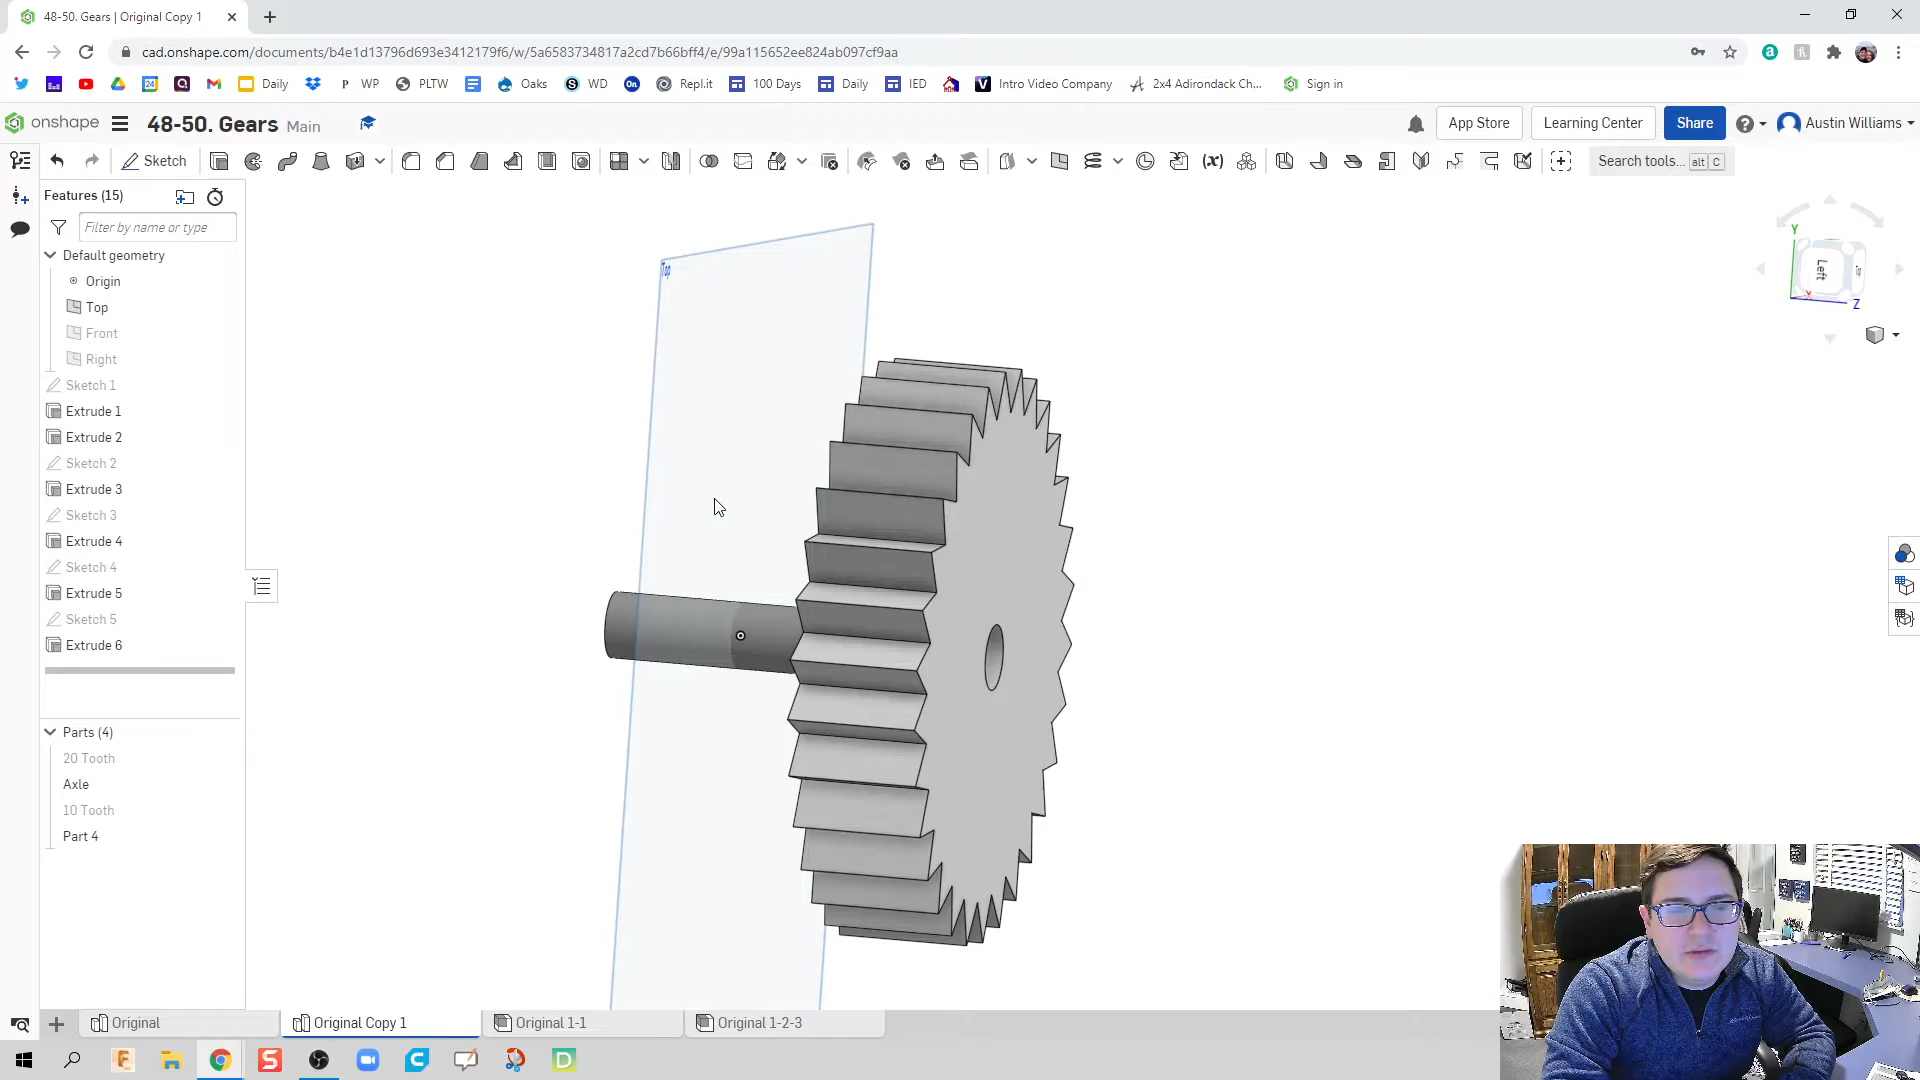 48-50. Gears | Original Copy 1
cad.onshape.com/documents/b4e1d13796d693e3412179f6/w/5a6583734817a2cd7b66bff4/e/99a115652ee824ab097cf9aa
Daily
P WP
PLTW
Oaks
S WD
On
Repl.it
100 Days
Daily
IED
V Intro Video Company
2x4 Adirondack Ch...
Sign in
onshape
48-50. Gears Main
App Store
Learning Center
Share
Austin Williams
Sketch
(x)
Search tools... alt C
Features (15)
Filter by name or type
Default geometry
Origin
Top
Front
Right
Sketch 1
Extrude 1
Extrude 2
Sketch 2
Extrude 3
Sketch 3
Extrude 4
Sketch 4
Extrude 5
Sketch 5
Extrude 6
Parts (4)
20 Tooth
Axle
10 Tooth
Part 4
Top
Y
Left
X
Z
Original
Original Copy 1
Original 1-1
Original 1-2-3